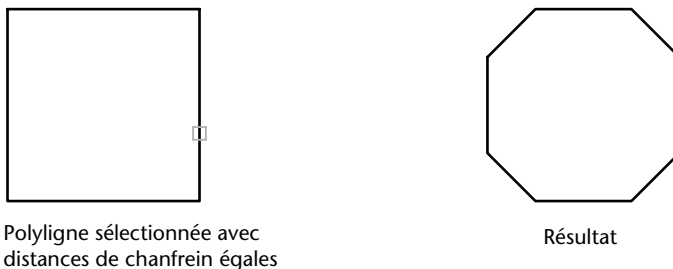 Polyligne sélectionnée avec
distances de chanfrein égales
Résultat